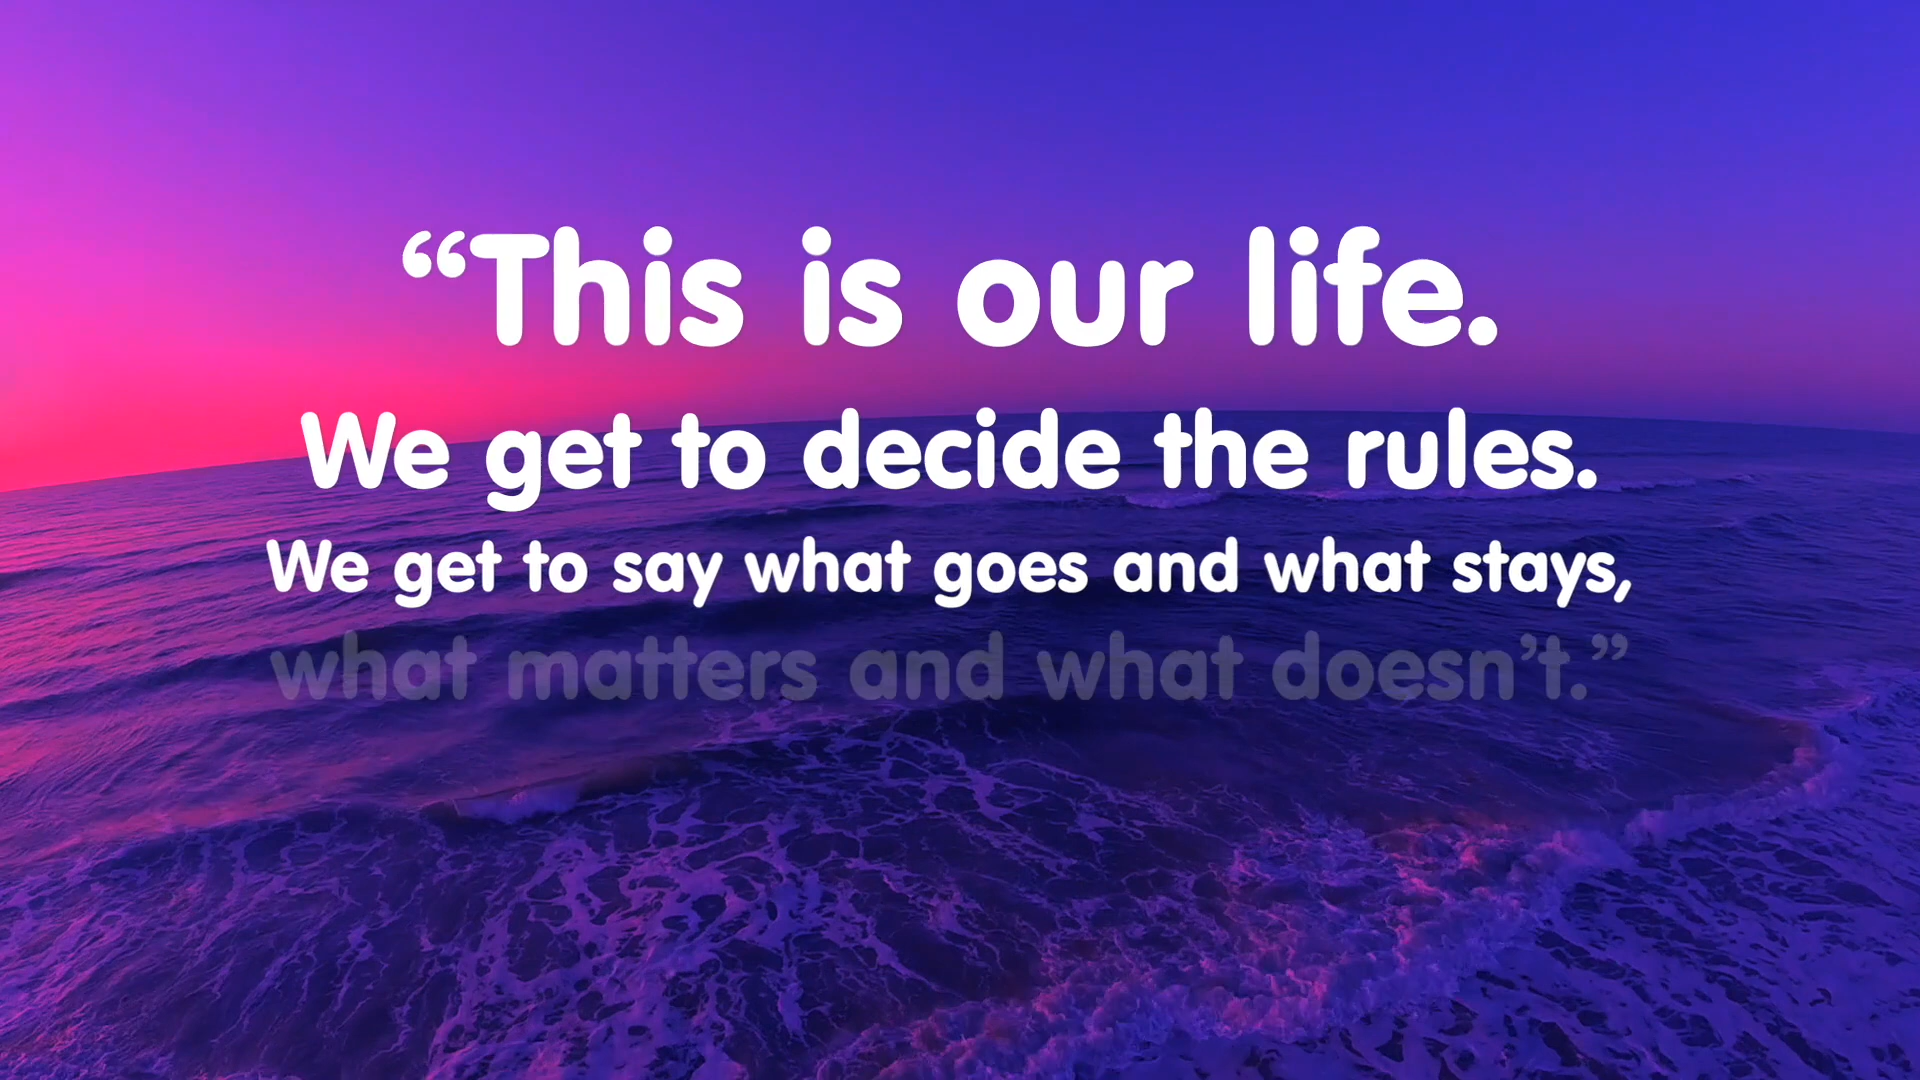 “This is our life.
We get to decide the rules.
We get to say what goes and what stays,
what matters and what doesn’t.”